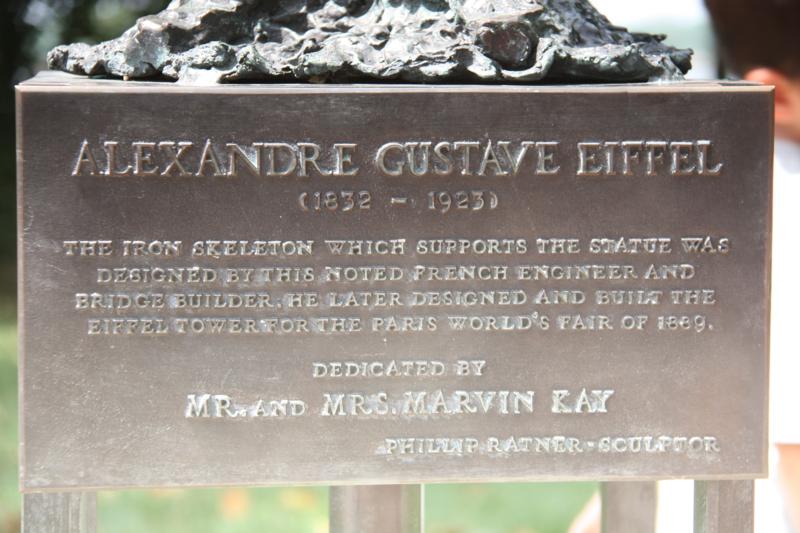 ALEXANDRE GUSTAVE EIFFEL
(1832 - 1923)
THE IRON SKELETON WHICH SUPPORTS THE STATUE WAS
DESIGNED BY THIS NOTED FRENCH ENGINEER AND
BRIDGE BUILDER. HE LATER DESIGNED AND BUILT THE
EIFFEL TOWER FOR THE PARIS WORLD'S FAIR OF 1889.
DEDICATED BY
MR. AND MRS. MARVIN KAY
PHILLIP RATNER - SCULPTOR